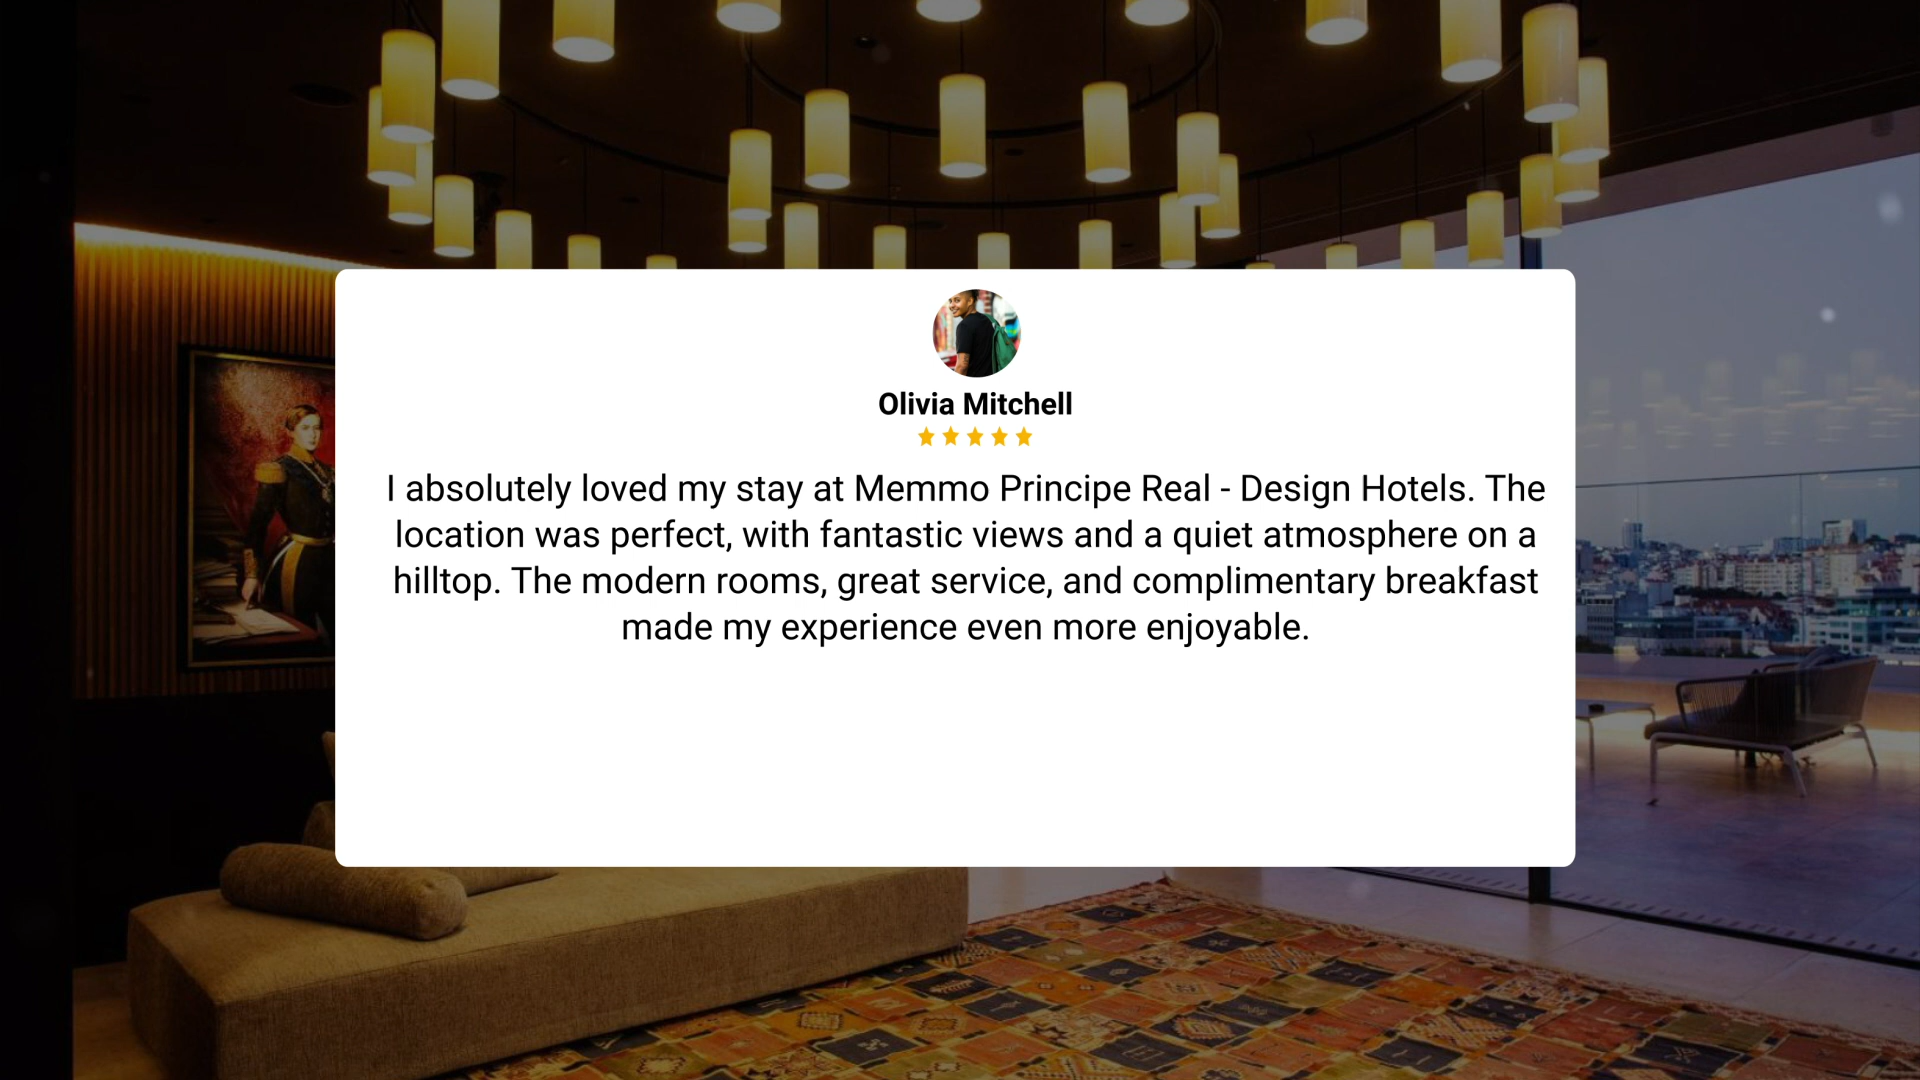 Olivia Mitchell
I absolutely loved my stay at Memmo Principe Real - Design Hotels. The
location was perfect, with fantastic views and a quiet atmosphere on a
hilltop. The modern rooms, great service, and complimentary breakfast
made my experience even more enjoyable.